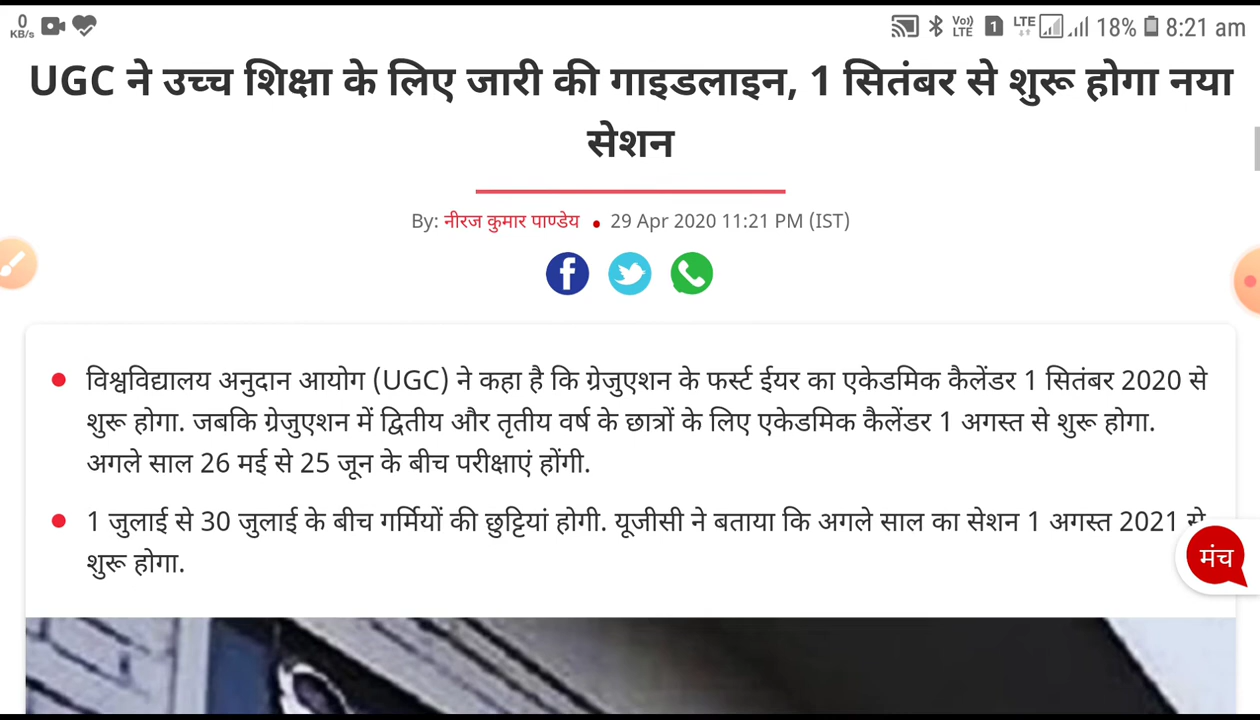 0
KB/s
Vo))
LTE
1
LTE
18%
8:21 am
UGC ने उच्च शिक्षा के लिए जारी की गाइडलाइन, 1 सितंबर से शुरू होगा नया
सेशन
By: नीरज कुमार पाण्डेय • 29 Apr 2020 11:21 PM (IST)
f
विश्वविद्यालय अनुदान आयोग (UGC) ने कहा है कि ग्रेजुएशन के फर्स्ट ईयर का एकेडमिक कैलेंडर 1 सितंबर 2020 से
शुरू होगा. जबकि ग्रेजुएशन में द्वितीय और तृतीय वर्ष के छात्रों के लिए एकेडमिक कैलेंडर 1 अगस्त से शुरू होगा.
अगले साल 26 मई से 25 जून के बीच परीक्षाएं होंगी.
1 जुलाई से 30 जुलाई के बीच गर्मियों की छुट्टियां होगी. यूजीसी ने बताया कि अगले साल का सेशन 1 अगस्त 2021 से
शुरू होगा.
मंच